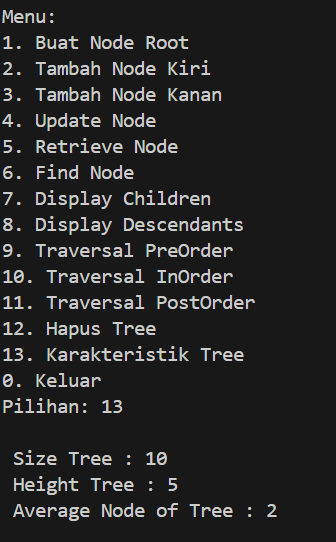 Menu:
1. Buat Node Root
2. Tambah Node Kiri
3. Tambah Node Kanan
4. Update Node
5. Retrieve Node
6. Find Node
7. Display Children
8. Display Descendants
9. Traversal PreOrder
10. Traversal InOrder
11. Traversal PostOrder
12. Hapus Tree
13. Karakteristik Tree
0. Keluar
Pilihan: 13

Size Tree : 10
Height Tree : 5
Average Node of Tree : 2